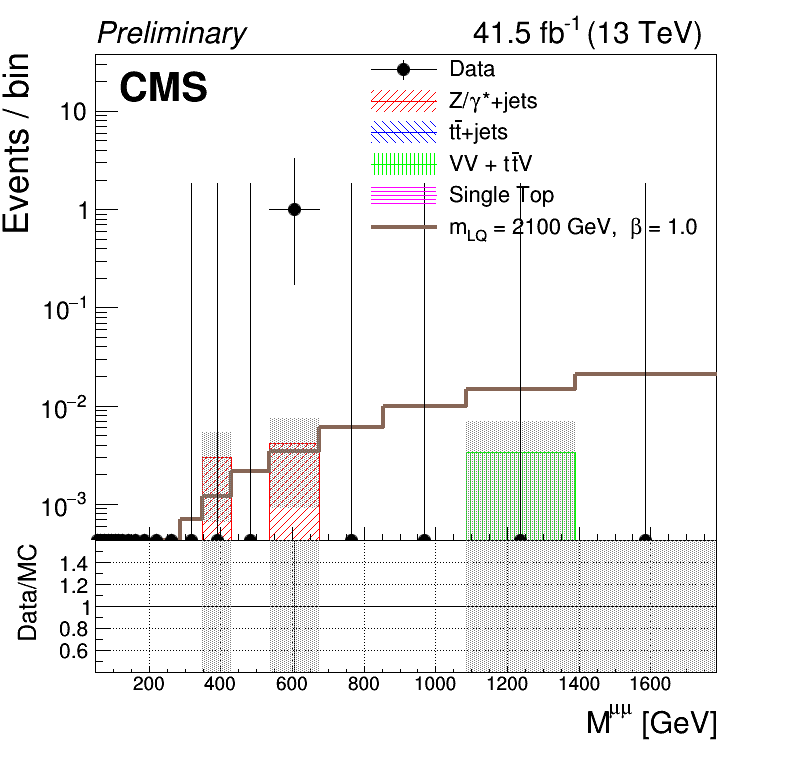 Preliminary 41.5 fb⁻¹ (13 TeV)
CMS
Events / bin
10
1
10⁻¹
10⁻²
10⁻³
Data
Z/γ*+jets
tt̄+jets
VV + tt̄V
Single Top
m_LQ = 2100 GeV, β = 1.0
Data/MC
1.4
1.2
1
0.8
0.6
200 400 600 800 1000 1200 1400 1600
M^μμ [GeV]